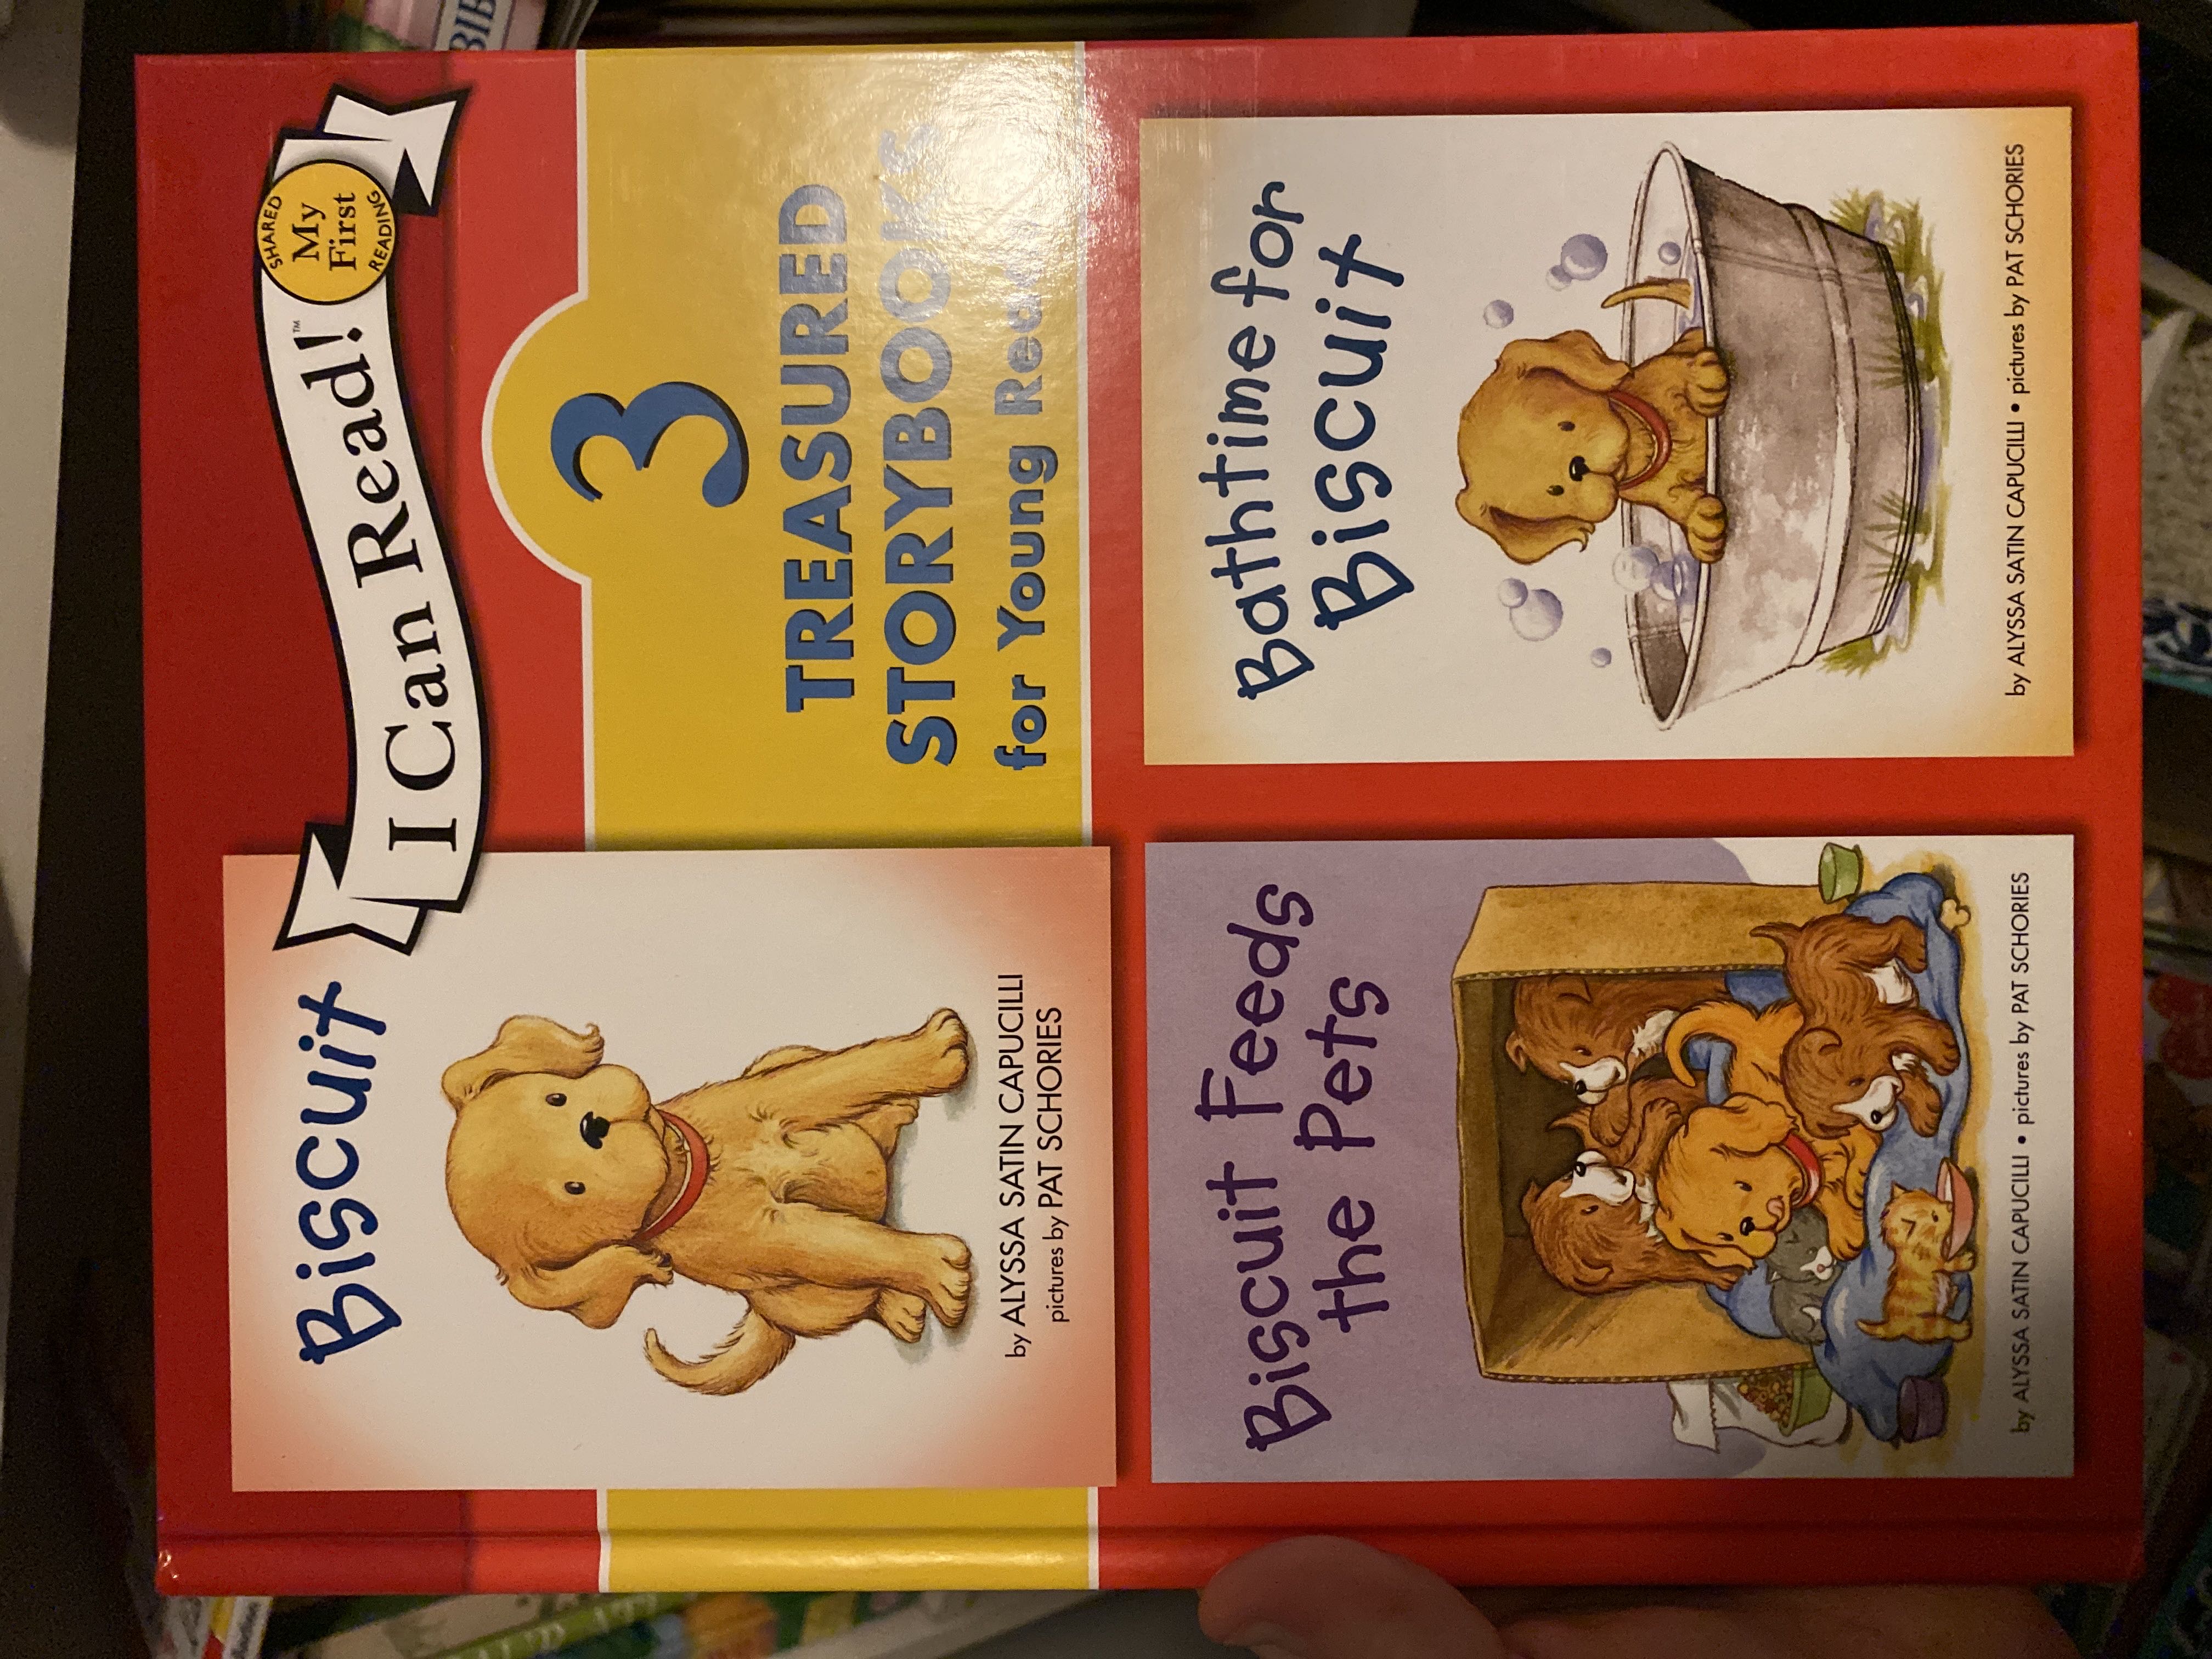 I Can Read!™
SHARED
My
First
READING
Biscuit
by ALYSSA SATIN CAPUCILLI
pictures by PAT SCHORIES
3
TREASURED
STORYBOOKS
for Young
Biscuit Feeds
the Pets
by ALYSSA SATIN CAPUCILLI • pictures by PAT SCHORIES
Bathtime for
Biscuit
by ALYSSA SATIN CAPUCILLI • pictures by PAT SCHORIES